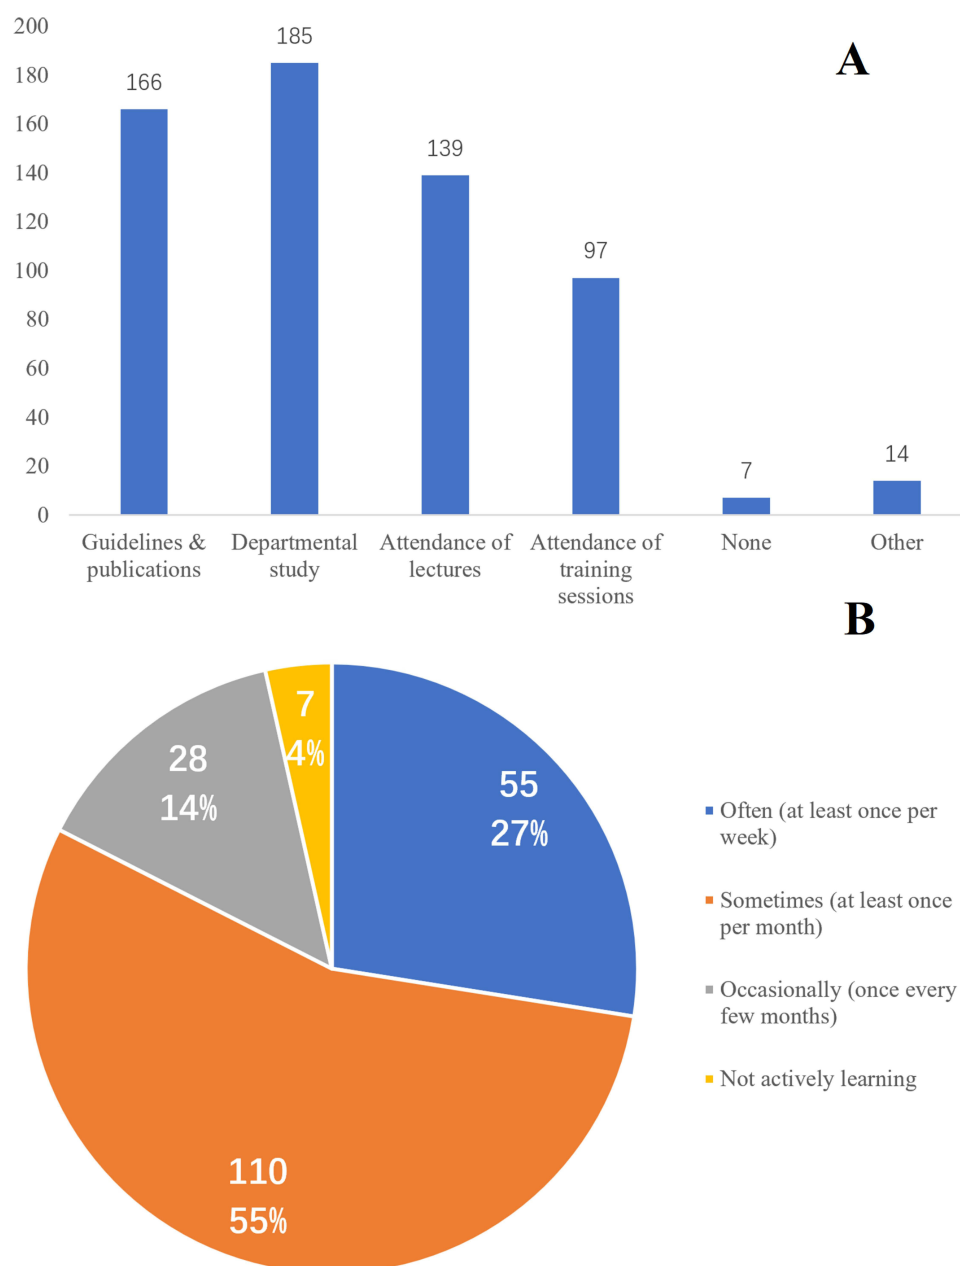 200
180
160
140
120
100
80
60
40
20
0
166
185
139
97
7
14
A
Guidelines &
publications
Departmental
study
Attendance of
lectures
Attendance of
training
sessions
None
Other
B
7
4%
28
14%
55
27%
110
55%
Often (at least once per
week)
Sometimes (at least once
per month)
Occasionally (once every
few months)
Not actively learning